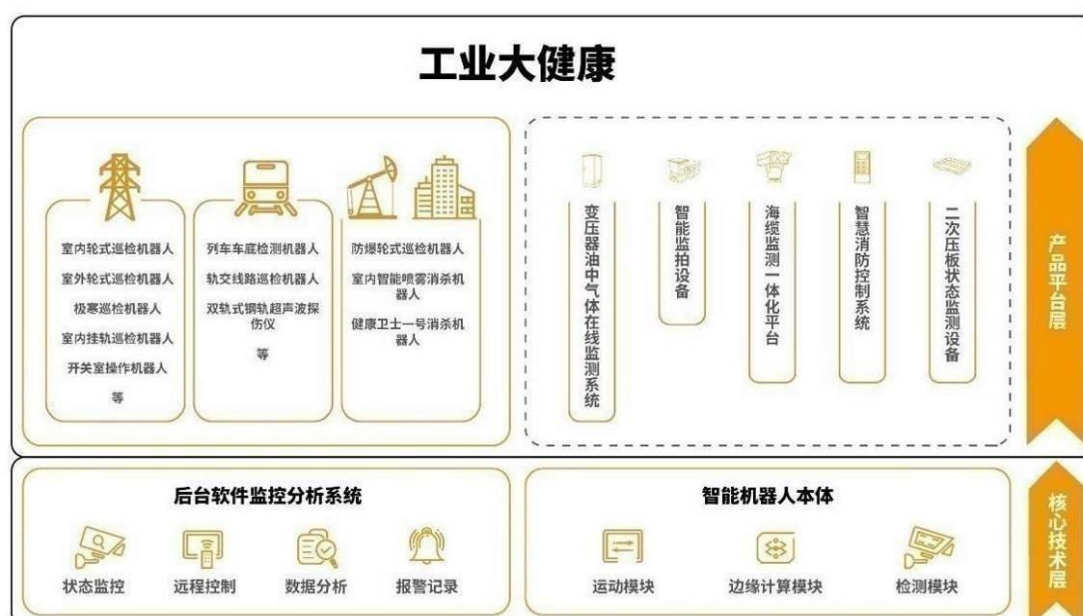 工业大健康
室内轮式巡检机器人
室外轮式巡检机器人
极寒巡检机器人
室内挂轨巡检机器人
开关室操作机器人
等
列车车底检测机器人
轨交线路巡检机器人
双轨式钢轨超声波探
伤仪
等
防爆轮式巡检机器人
室内智能喷雾消杀机
器人
健康卫士一号消杀机
器人
变压器油中气体在线监测系统
智能监拍设备
海缆监测一体化平台
智慧消防控制系统
二次压板状态监测设备
产品平台层
后台软件监控分析系统
状态监控
远程控制
数据分析
报警记录
智能机器人本体
运动模块
边缘计算模块
检测模块
核心技术层